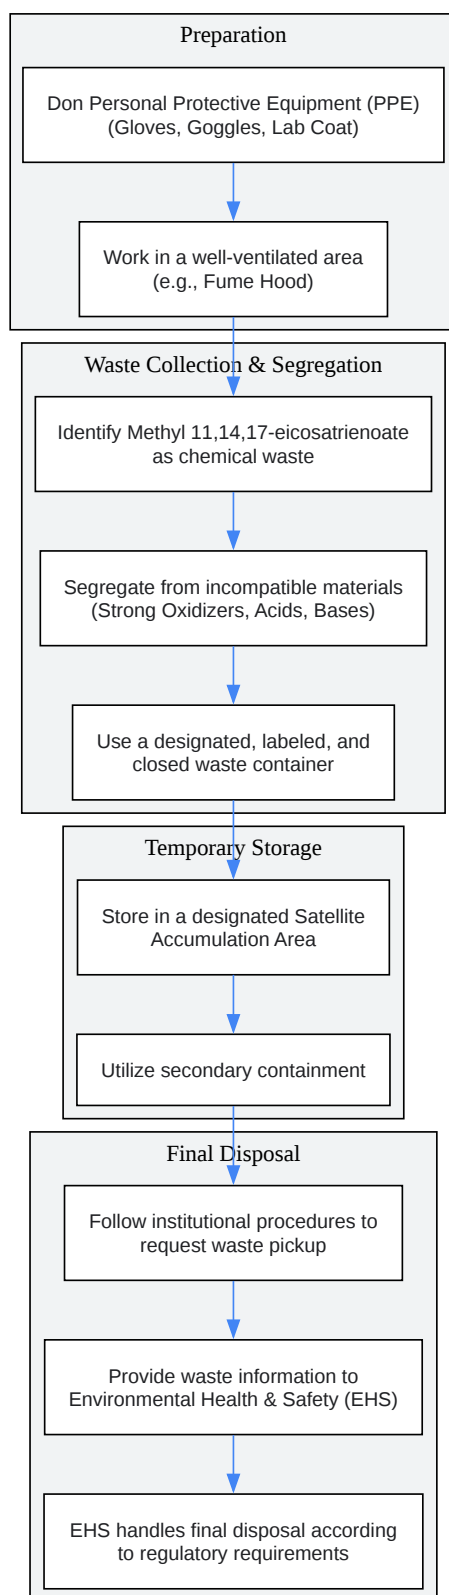 Preparation
Don Personal Protective Equipment (PPE)
(Gloves, Goggles, Lab Coat)
Work in a well-ventilated area
(e.g., Fume Hood)
Waste Collection & Segregation
Identify Methyl 11,14,17-eicosatrienoate
as chemical waste
Segregate from incompatible materials
(Strong Oxidizers, Acids, Bases)
Use a designated, labeled, and
closed waste container
Temporary Storage
Store in a designated Satellite
Accumulation Area
Utilize secondary containment
Final Disposal
Follow institutional procedures to
request waste pickup
Provide waste information to
Environmental Health & Safety (EHS)
EHS handles final disposal according
to regulatory requirements